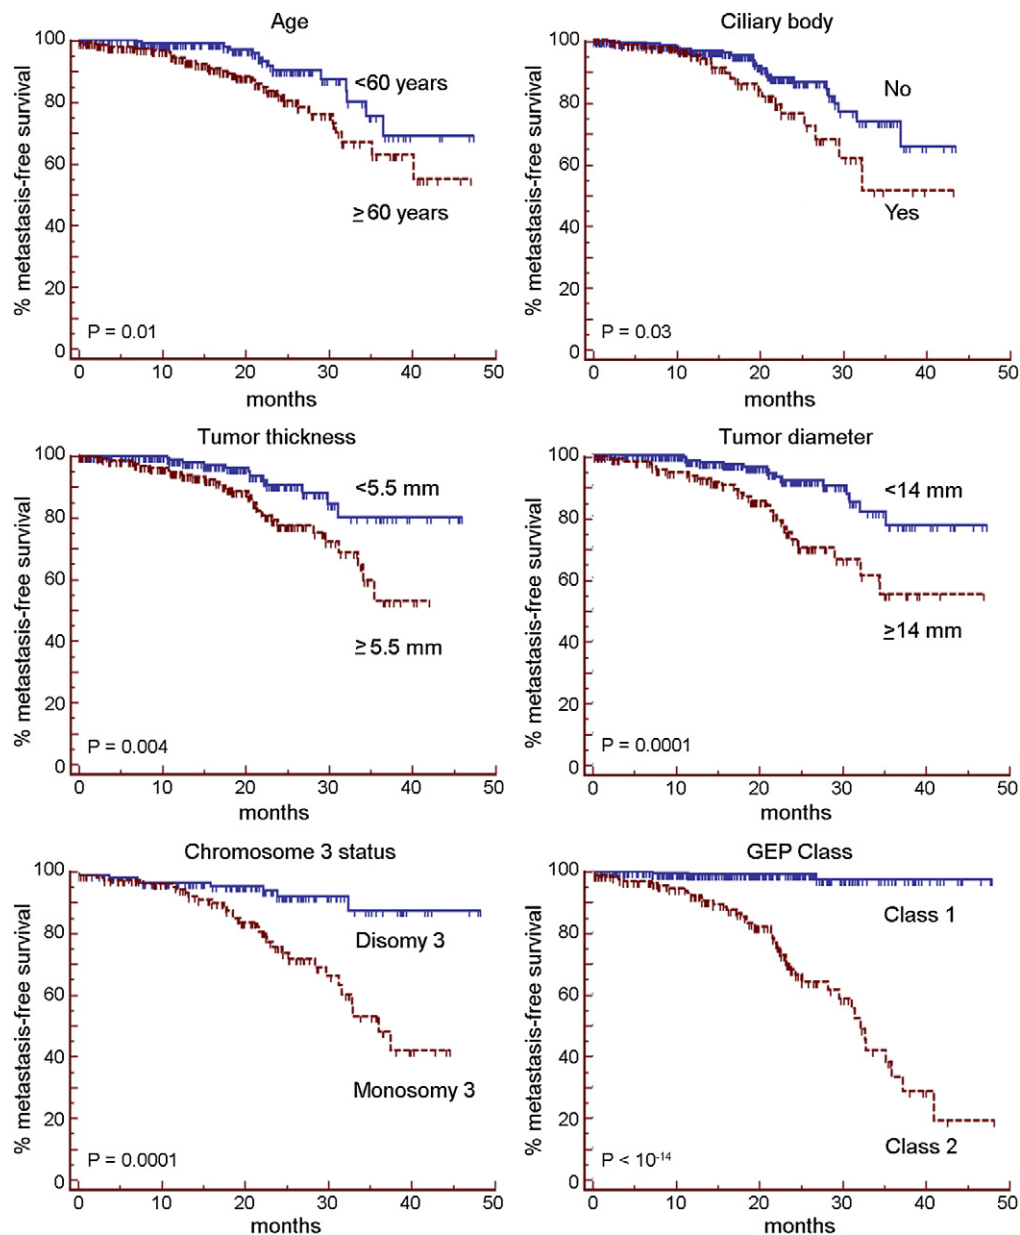 Age
% metastasis-free survival
100
80
60
40
20
0
<60 years
≥60 years
P = 0.01
0 10 20 30 40 50
months
Ciliary body
% metastasis-free survival
100
80
60
40
20
0
No
Yes
P = 0.03
0 10 20 30 40 50
months
Tumor thickness
% metastasis-free survival
100
80
60
40
20
0
<5.5 mm
≥5.5 mm
P = 0.004
0 10 20 30 40 50
months
Tumor diameter
% metastasis-free survival
100
80
60
40
20
0
<14 mm
≥14 mm
P = 0.0001
0 10 20 30 40 50
months
Chromosome 3 status
% metastasis-free survival
100
80
60
40
20
0
Disomy 3
Monosomy 3
P = 0.0001
0 10 20 30 40 50
months
GEP Class
% metastasis-free survival
100
80
60
40
20
0
Class 1
Class 2
P < 10⁻¹⁴
0 10 20 30 40 50
months